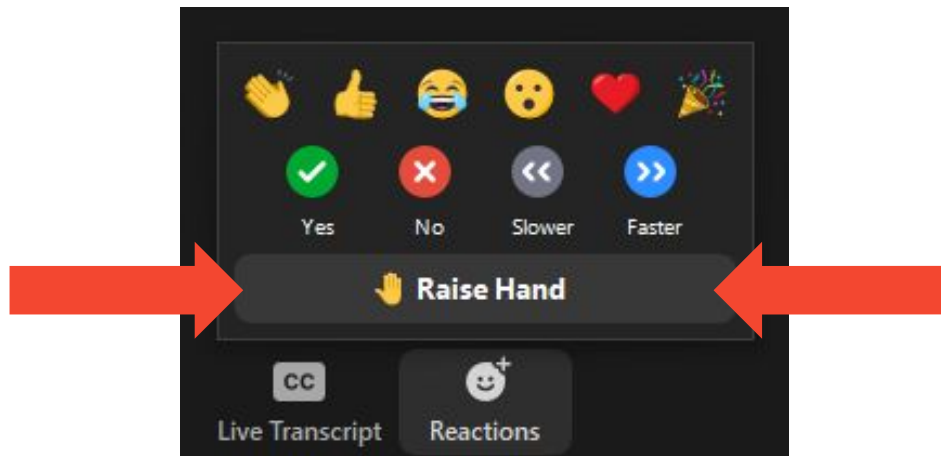 Yes No Slower Faster
Raise Hand
CC
Live Transcript Reactions